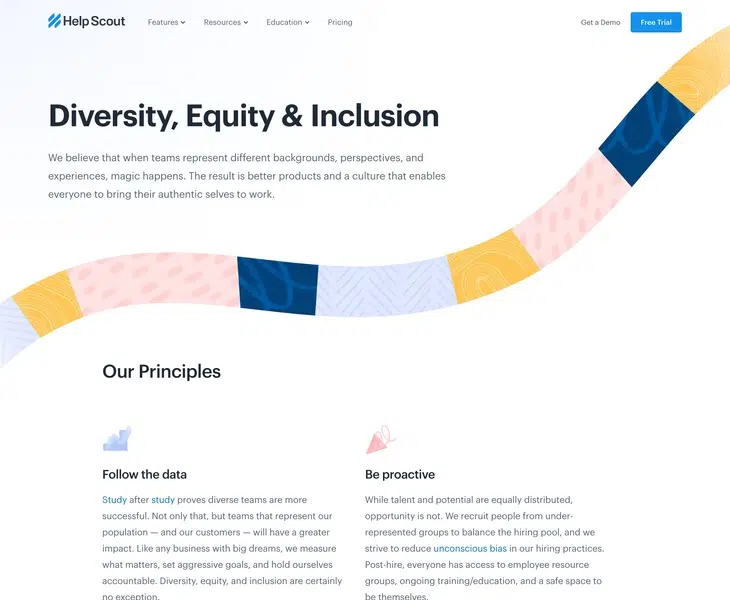 Help Scout
Features
Resources
Education
Pricing
Get a Demo
Free Trial
Diversity, Equity & Inclusion
We believe that when teams represent different backgrounds, perspectives, and
experiences, magic happens. The result is better products and a culture that enables
everyone to bring their authentic selves to work.
Our Principles
Follow the data
Study after study proves diverse teams are more
successful. Not only that, but teams that represent our
population — and our customers — will have a greater
impact. Like any business with big dreams, we measure
what matters, set aggressive goals, and hold ourselves
accountable. Diversity, equity, and inclusion are certainly
no exception.
Be proactive
While talent and potential are equally distributed,
opportunity is not. We recruit people from under-
represented groups to balance the hiring pool, and we
strive to reduce unconscious bias in our hiring practices.
Post-hire, everyone has access to employee resource
groups, ongoing training/education, and a safe space to
be themselves.